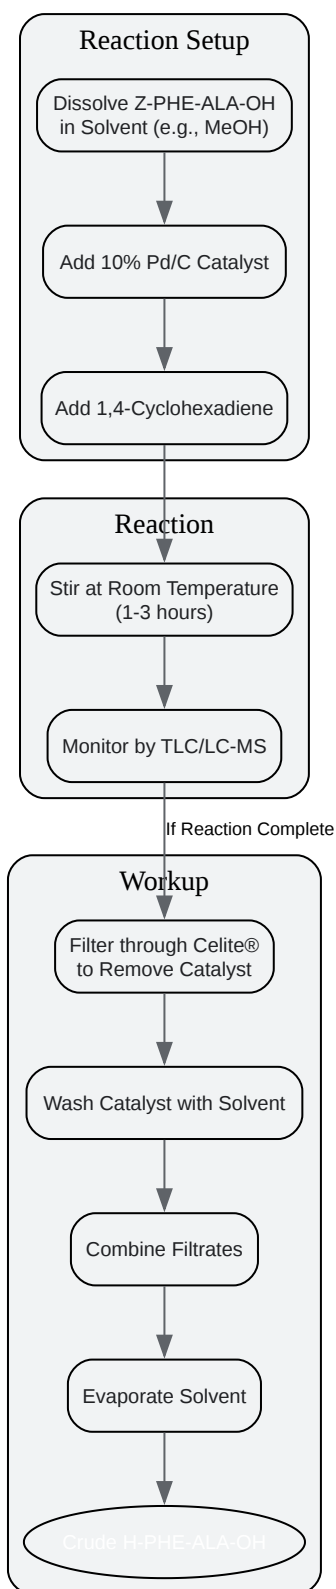 Reaction Setup
Dissolve Z-PHE-ALA-OH
in Solvent (e.g., MeOH)
Add 10% Pd/C Catalyst
Add 1,4-Cyclohexadiene
Reaction
Stir at Room Temperature
(1-3 hours)
Monitor by TLC/LC-MS
If Reaction Complete
Workup
Filter through Celite®
to Remove Catalyst
Wash Catalyst with Solvent
Combine Filtrates
Evaporate Solvent
Crude H-PHE-ALA-OH